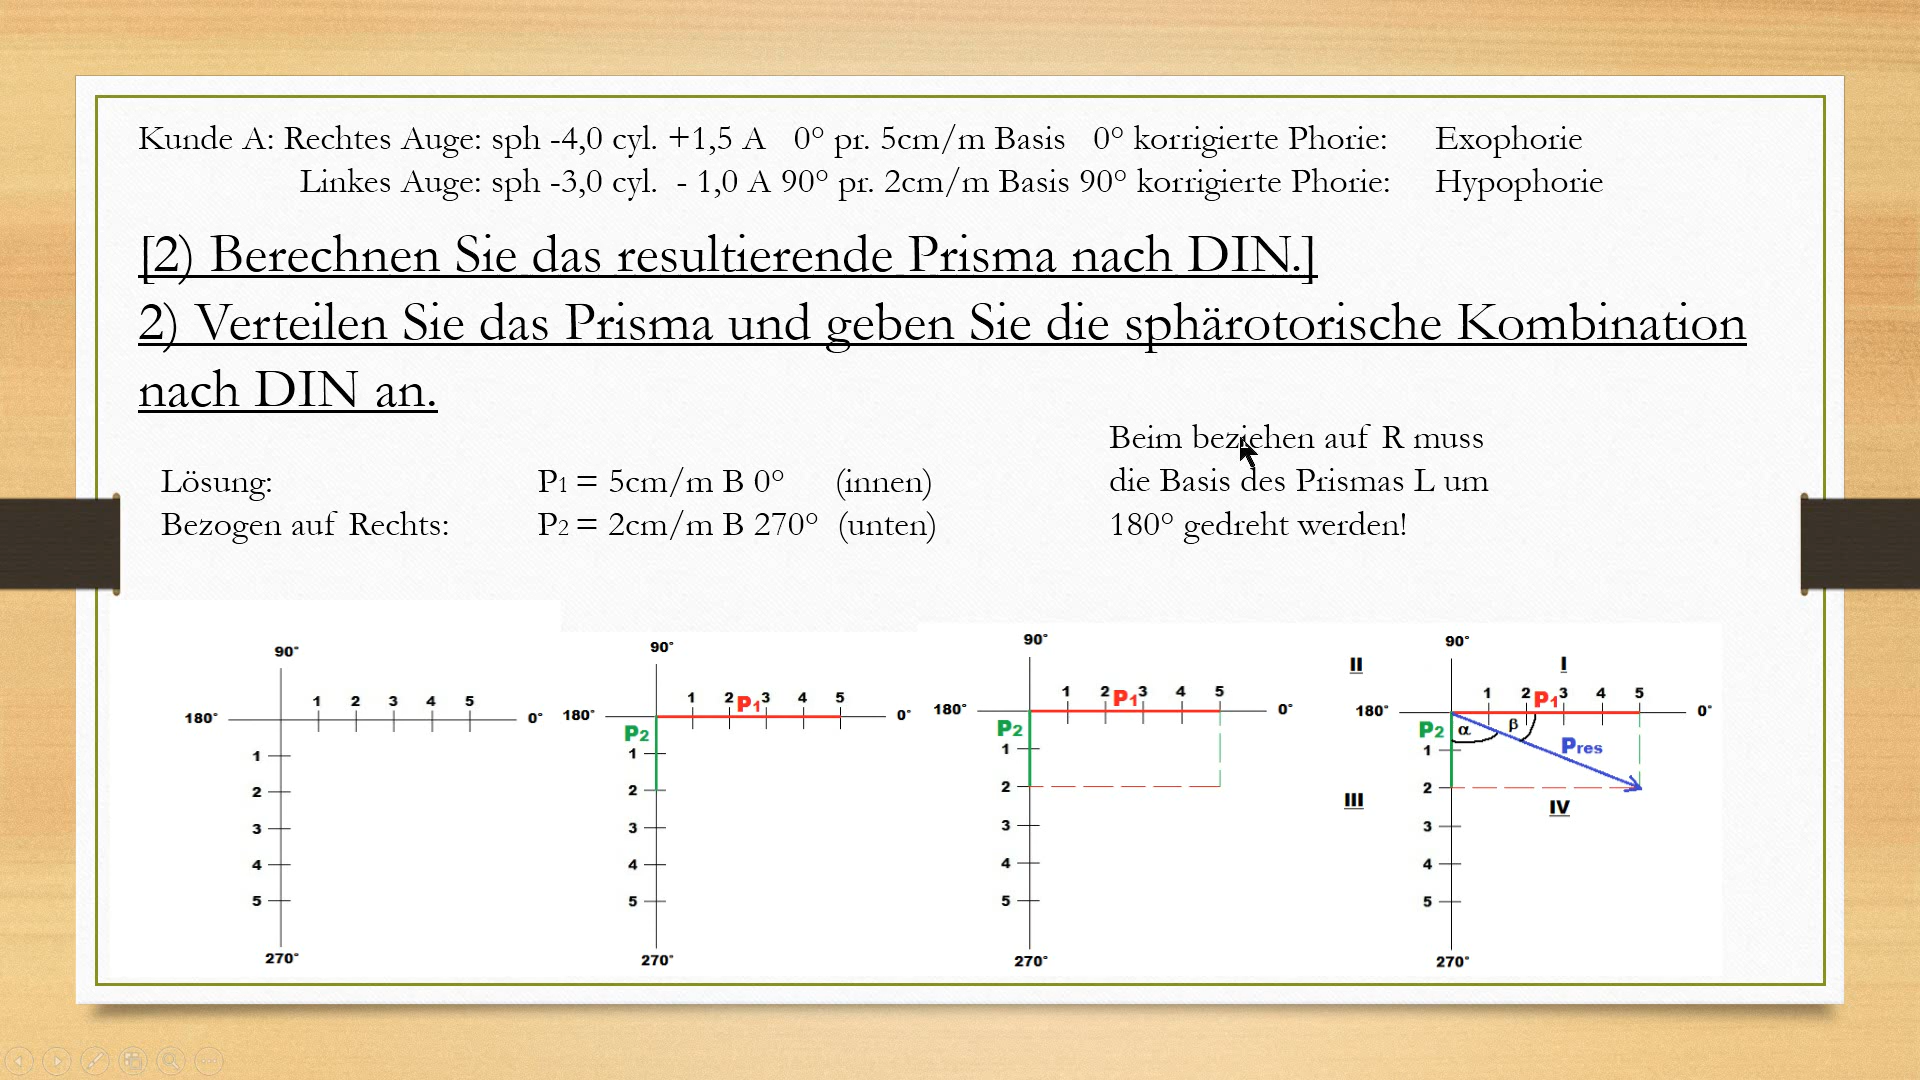 Kunde A: Rechtes Auge: sph -4,0 cyl. +1,5 A 0° pr. 5cm/m Basis 0° korrigierte Phorie: Exophorie
Linkes Auge: sph -3,0 cyl. - 1,0 A 90° pr. 2cm/m Basis 90° korrigierte Phorie: Hypophorie
[2) Berechnen Sie das resultierende Prisma nach DIN.]
2) Verteilen Sie das Prisma und geben Sie die sphärotorische Kombination
nach DIN an.
Lösung: P1 = 5cm/m B 0° (innen)
Bezogen auf Rechts: P2 = 2cm/m B 270° (unten)
Beim beziehen auf R muss
die Basis des Prismas L um
180° gedreht werden!
90°
1 2 3 4 5
180° 0°
1
2
3
4
5
270°
90°
1 2 P1 3 4 5
180° 0°
P2
1
2
3
4
5
270°
90°
1 2 P1 3 4 5
180° 0°
P2
1
2
3
4
5
270°
90°
II I
1 2 P1 3 4 5
180° 0°
P2 α β Pres
1
2
III IV
3
4
5
270°